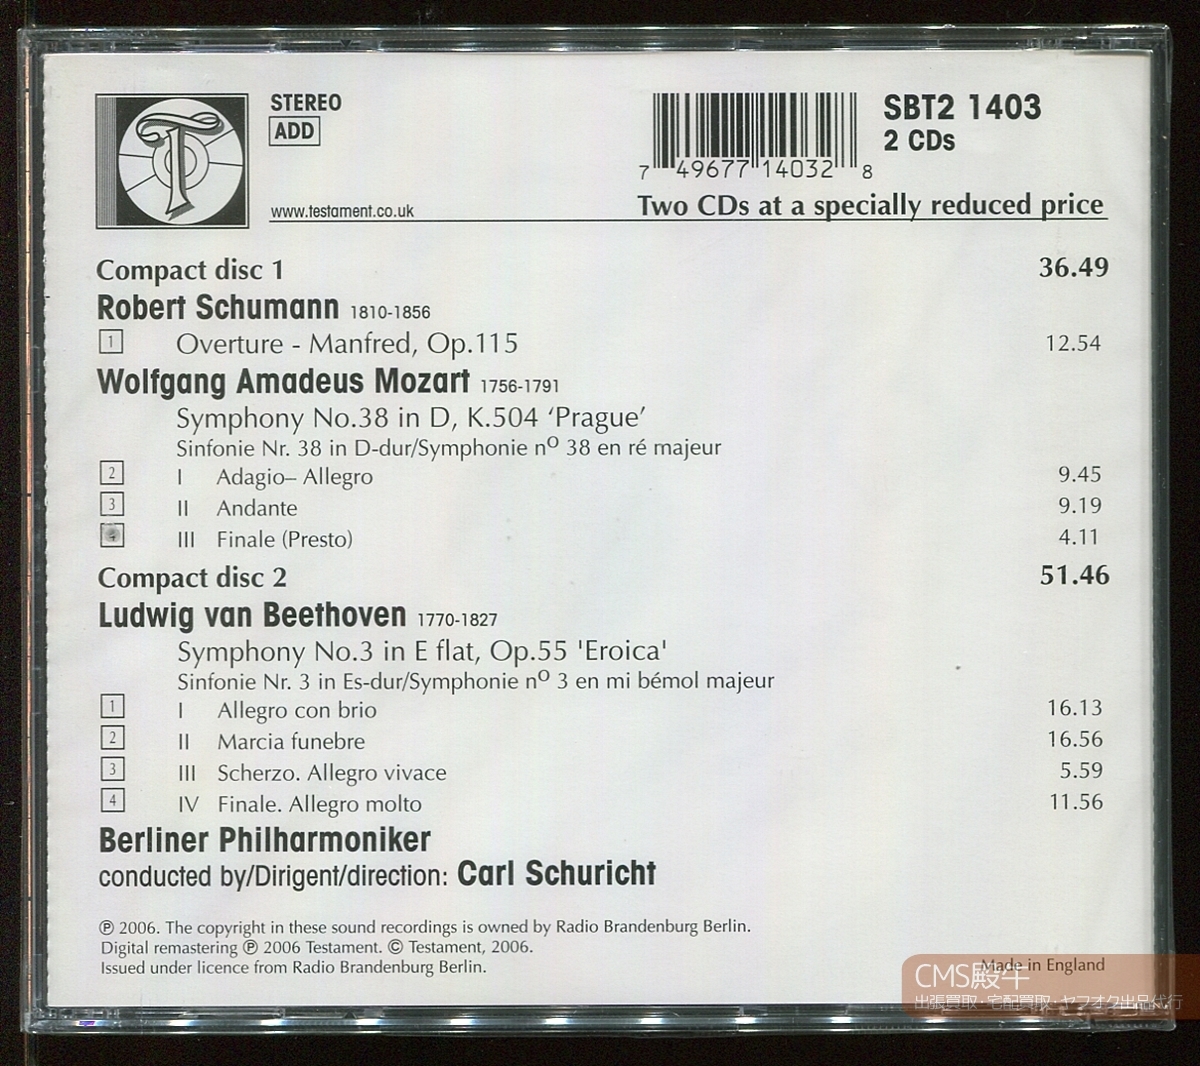 STEREO
ADD
www.testament.co.uk
7 49677 14032 8
SBT2 1403
2 CDs
Two CDs at a specially reduced price
Compact disc 1 36.49
Robert Schumann 1810-1856
1 Overture - Manfred, Op.115 12.54
Wolfgang Amadeus Mozart 1756-1791
Symphony No.38 in D, K.504 ‘Prague’
Sinfonie Nr. 38 in D-dur/Symphonie nº 38 en ré majeur
2 I Adagio– Allegro 9.45
3 II Andante 9.19
4 III Finale (Presto) 4.11
Compact disc 2 51.46
Ludwig van Beethoven 1770-1827
Symphony No.3 in E flat, Op.55 'Eroica'
Sinfonie Nr. 3 in Es-dur/Symphonie nº 3 en mi bémol majeur
1 I Allegro con brio 16.13
2 II Marcia funebre 16.56
3 III Scherzo. Allegro vivace 5.59
4 IV Finale. Allegro molto 11.56
Berliner Philharmoniker
conducted by/Dirigent/direction: Carl Schuricht
℗ 2006. The copyright in these sound recordings is owned by Radio Brandenburg Berlin.
Digital remastering ℗ 2006 Testament. © Testament, 2006.
Issued under licence from Radio Brandenburg Berlin.
Made in England
CMS殿牛
出張買取・宅配買取・ヤフオク出品代行